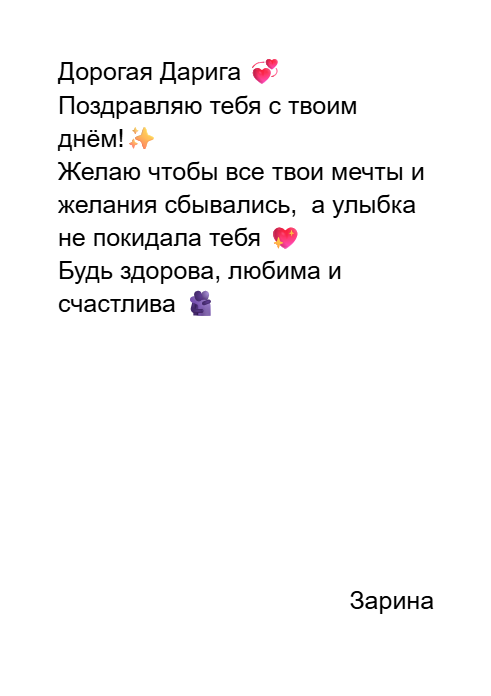 Дорогая Дарига 💞
Поздравляю тебя с твоим
днём!✨
Желаю чтобы все твои мечты и
желания сбывались,  а улыбка
не покидала тебя 💖
Будь здорова, любима и
счастлива 🫂
Зарина